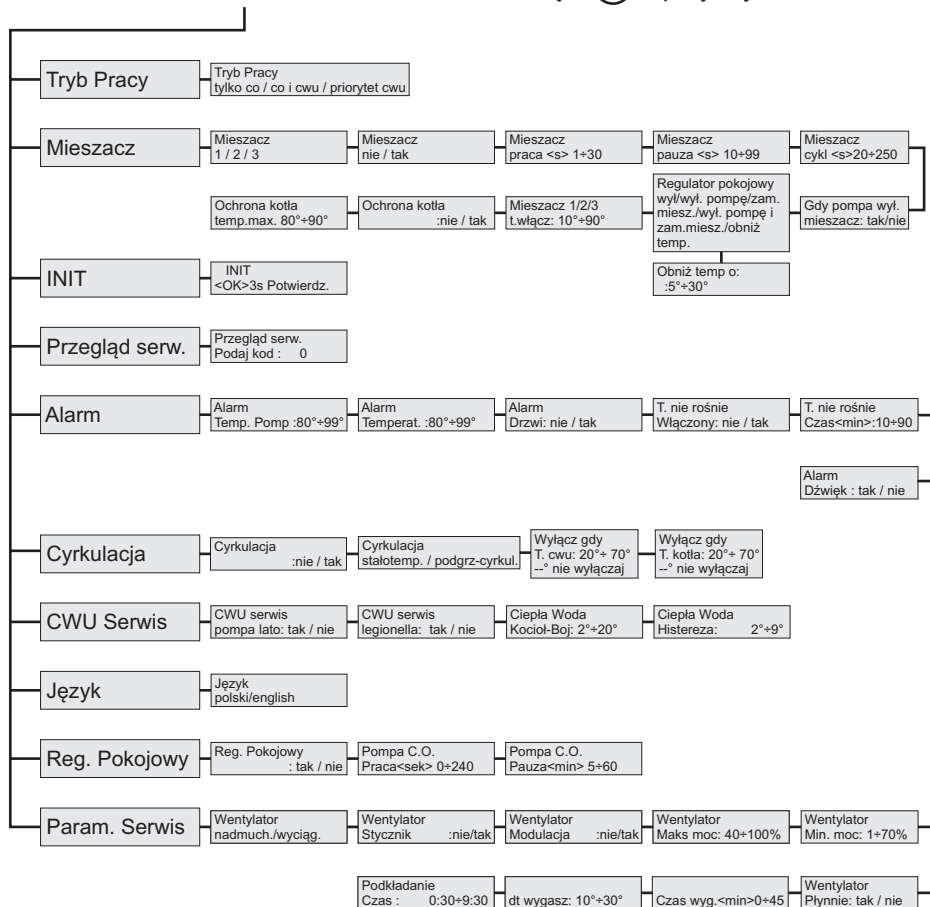 Tryb Pracy
Tryb Pracy
tylko co / co i cwu / priorytet cwu
Mieszacz
Mieszacz
1 / 2 / 3
Mieszacz
nie / tak
Mieszacz
praca <s> 1÷30
Mieszacz
pauza <s> 10÷99
Mieszacz
cykl <s>20÷250
Ochrona kotła
temp.max. 80°÷90°
Ochrona kotła
:nie / tak
Mieszacz 1/2/3
t.włącz: 10°÷90°
Regulator pokojowy
wył/wył. pompę/zam.
miesz./wył. pompę i
zam.miesz./obniż
temp.
Gdy pompa wył.
mieszacz: tak/nie
Obniż temp o:
:5°÷30°
INIT
INIT
<OK>3s Potwierdz.
Przegląd serw.
Przegląd serw.
Podaj kod : 0
Alarm
Alarm
Temp. Pomp :80°÷99°
Alarm
Temperat. :80°÷99°
Alarm
Drzwi: nie / tak
T. nie rośnie
Włączony: nie / tak
T. nie rośnie
Czas<min>:10÷90
Alarm
Dźwięk : tak / nie
Cyrkulacja
Cyrkulacja
:nie / tak
Cyrkulacja
stałotemp. / podgrz-cyrkul.
Wyłącz gdy
T. cwu: 20°÷ 70°
--° nie wyłączaj
Wyłącz gdy
T. kotła: 20°÷ 70°
--° nie wyłączaj
CWU Serwis
CWU serwis
pompa lato: tak / nie
CWU serwis
legionella: tak / nie
Ciepła Woda
Kocioł-Boj: 2°÷20°
Ciepła Woda
Histereza: 2°÷9°
Język
Język
polski/english
Reg. Pokojowy
Reg. Pokojowy
: tak / nie
Pompa C.O.
Praca<sek> 0÷240
Pompa C.O.
Pauza<min> 5÷60
Param. Serwis
Wentylator
nadmuch./wyciąg.
Wentylator
Stycznik :nie/tak
Wentylator
Modulacja :nie/tak
Wentylator
Maks moc: 40÷100%
Wentylator
Min. moc: 1÷70%
Podkładanie
Czas : 0:30÷9:30
dt wygasz: 10°÷30°
Czas wyg.<min>0÷45
Wentylator
Płynnie: tak / nie